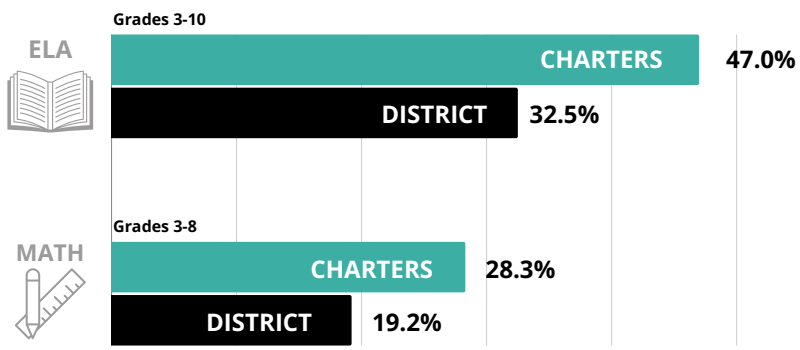 Grades 3-10
ELA
CHARTERS 47.0%
DISTRICT 32.5%
Grades 3-8
MATH
CHARTERS 28.3%
DISTRICT 19.2%